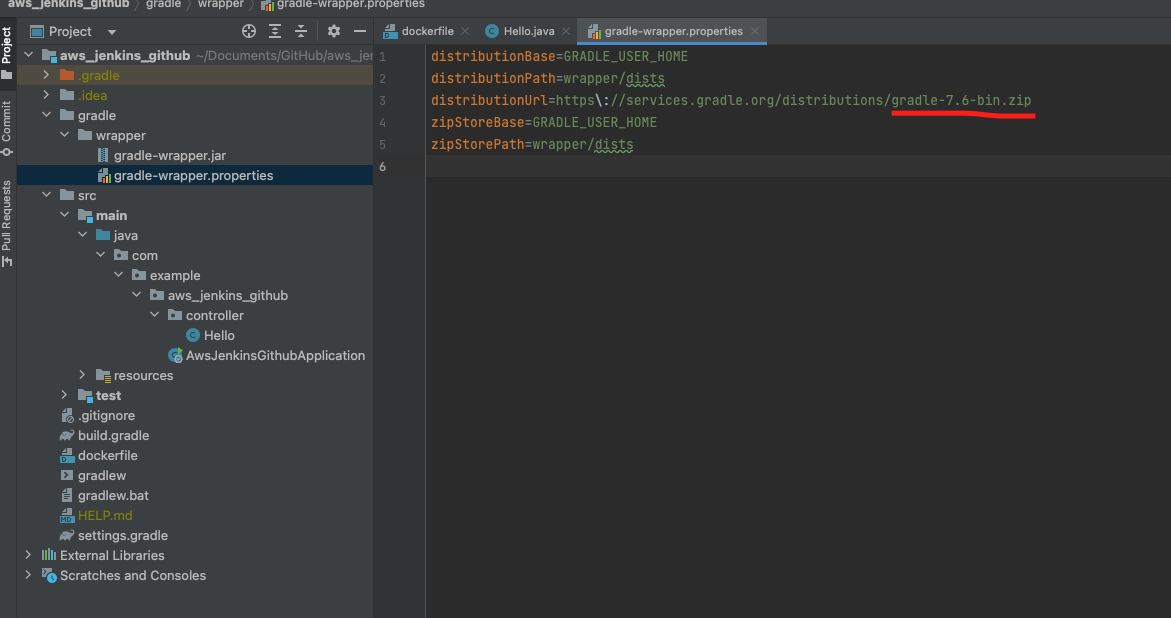 aws_jenkins_github gradle wrapper gradle-wrapper.properties
Project
Commit
Pull Requests
Project
aws_jenkins_github ~/Documents/GitHub/aws_jer
.gradle
.idea
gradle
wrapper
gradle-wrapper.jar
gradle-wrapper.properties
src
main
java
com
example
aws_jenkins_github
controller
Hello
AwsJenkinsGithubApplication
resources
test
.gitignore
build.gradle
dockerfile
gradlew
gradlew.bat
HELP.md
settings.gradle
External Libraries
Scratches and Consoles
dockerfile Hello.java gradle-wrapper.properties
1 distributionBase=GRADLE_USER_HOME
2 distributionPath=wrapper/dists
3 distributionUrl=https\://services.gradle.org/distributions/gradle-7.6-bin.zip
4 zipStoreBase=GRADLE_USER_HOME
5 zipStorePath=wrapper/dists
6